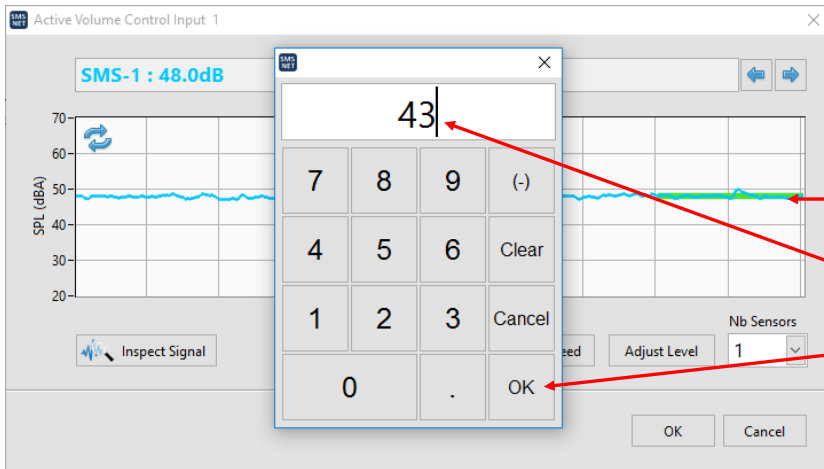 SMS NET Active Volume Control Input 1
SMS-1 : 48.0dB
SMS NET
43
70
60
50
40
30
20
SPL (dBA)
7 8 9 (-)
4 5 6 Clear
1 2 3 Cancel
0 . OK
Inspect Signal
eed
Adjust Level
Nb Sensors
1
OK Cancel